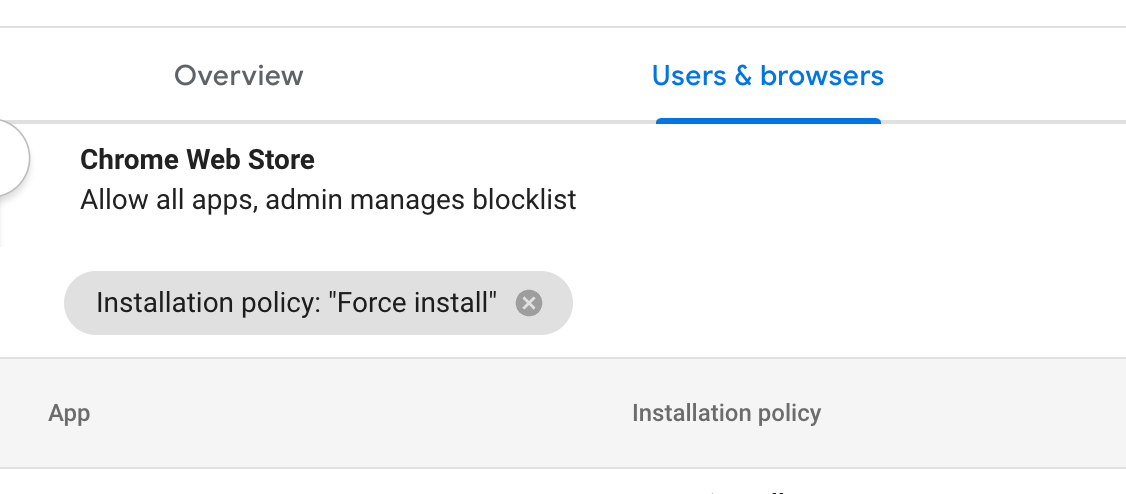 Overview
Users & browsers
Chrome Web Store
Allow all apps, admin manages blocklist
Installation policy: "Force install"
App
Installation policy